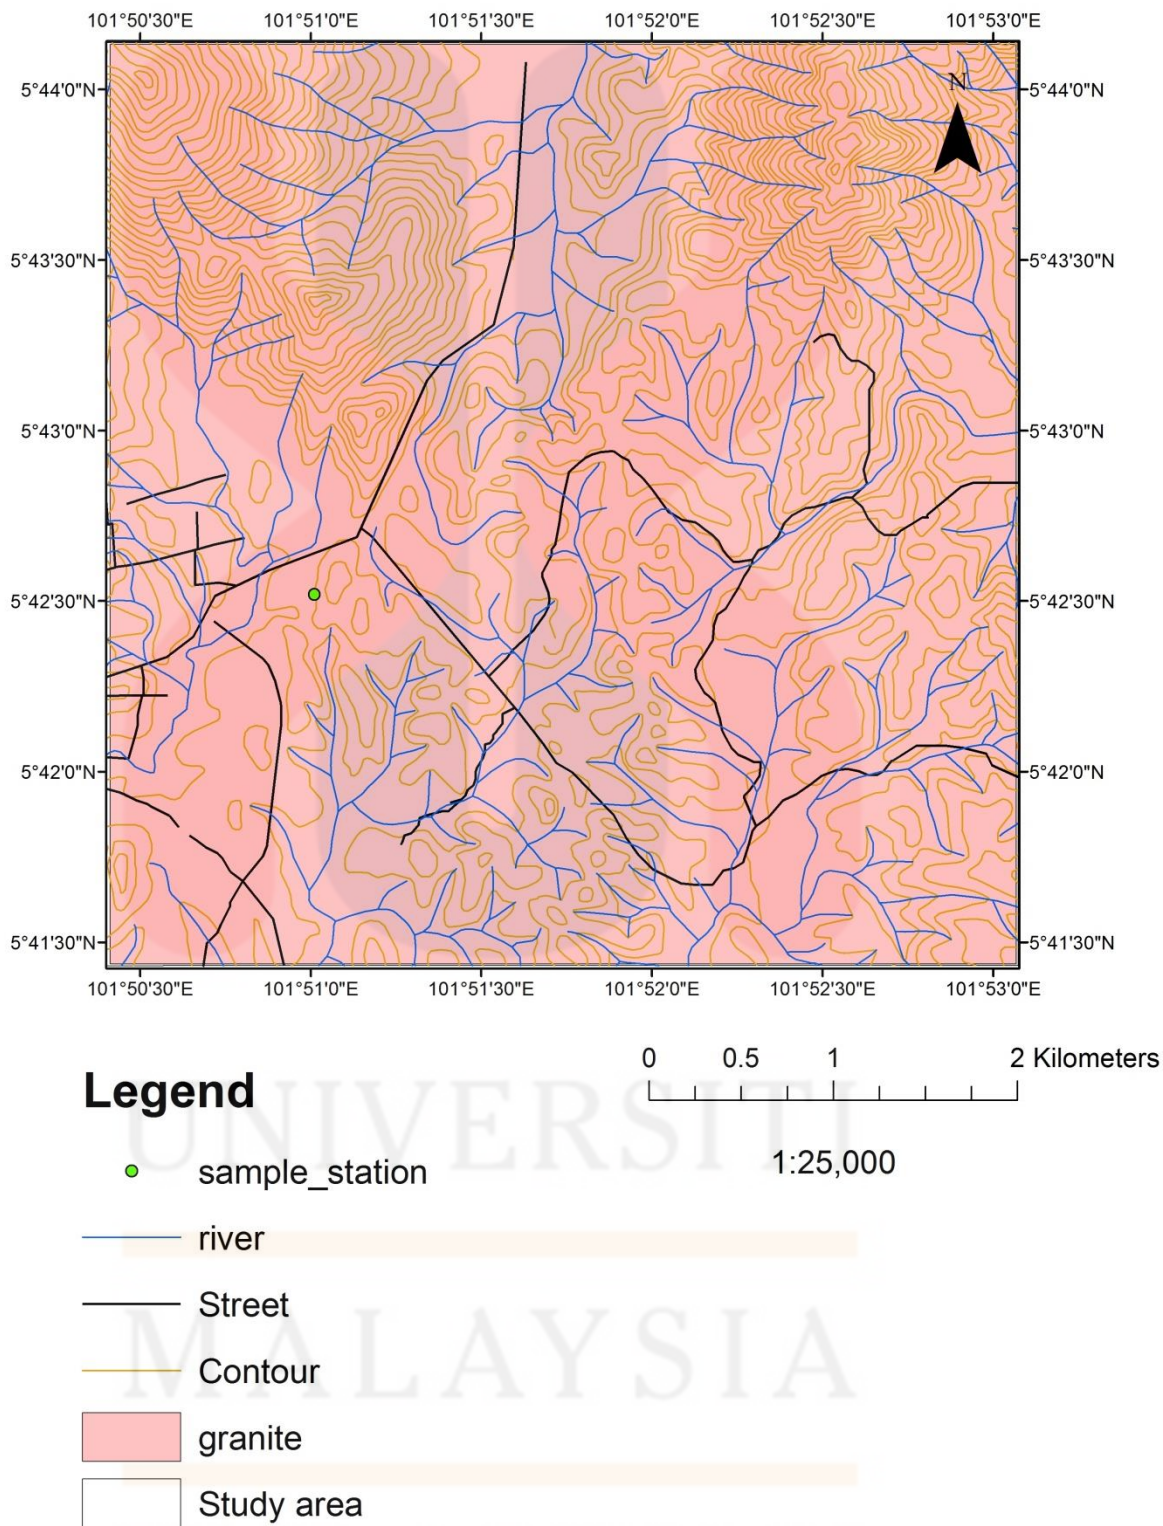 101°50'30"E 101°51'0"E 101°51'30"E 101°52'0"E 101°52'30"E 101°53'0"E
N
5°44'0"N 5°44'0"N
5°43'30"N 5°43'30"N
5°43'0"N 5°43'0"N
5°42'30"N 5°42'30"N
5°42'0"N 5°42'0"N
5°41'30"N 5°41'30"N
101°50'30"E 101°51'0"E 101°51'30"E 101°52'0"E 101°52'30"E 101°53'0"E
0 0.5 1 2 Kilometers
1:25,000
Legend
UNIVERSITI
sample_station
river
Street
MALAYSIA
Contour
granite
Study area